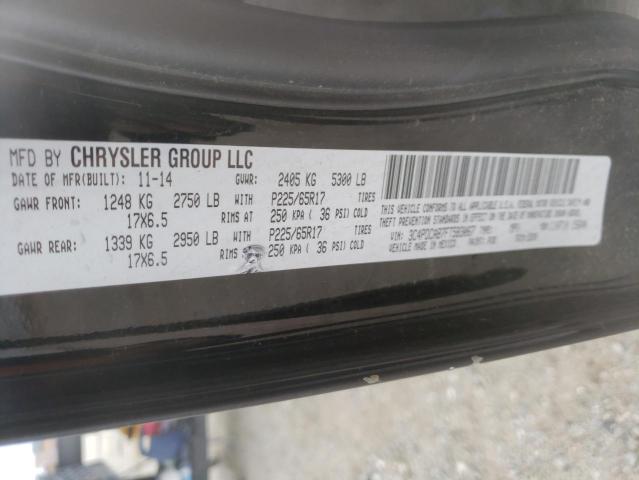 MFD BY CHRYSLER GROUP LLC
DATE OF MFR(BUILT): 11-14 GVWR: 2405 KG 5300 LB
GAWR FRONT: 1248 KG 2750 LB WITH P225/65R17 TIRES
17X6.5 RIMS AT 250 KPA ( 36 PSI) COLD
GAWR REAR: 1339 KG 2950 LB WITH P225/65R17 TIRES
17X6.5 RIMS 250 KPA ( 36 PSI) COLD
THIS VEHICLE CONFORMS TO ALL APPLICABLE U.S.A. FEDERAL MOTOR VEHICLE SAFETY AND
THEFT PREVENTION STANDARDS IN EFFECT ON THE DATE OF MANUFACTURE SHOWN ABOVE.
VIN: TYPE: MPV
VEHICLE MADE IN MEXICO PAINT: